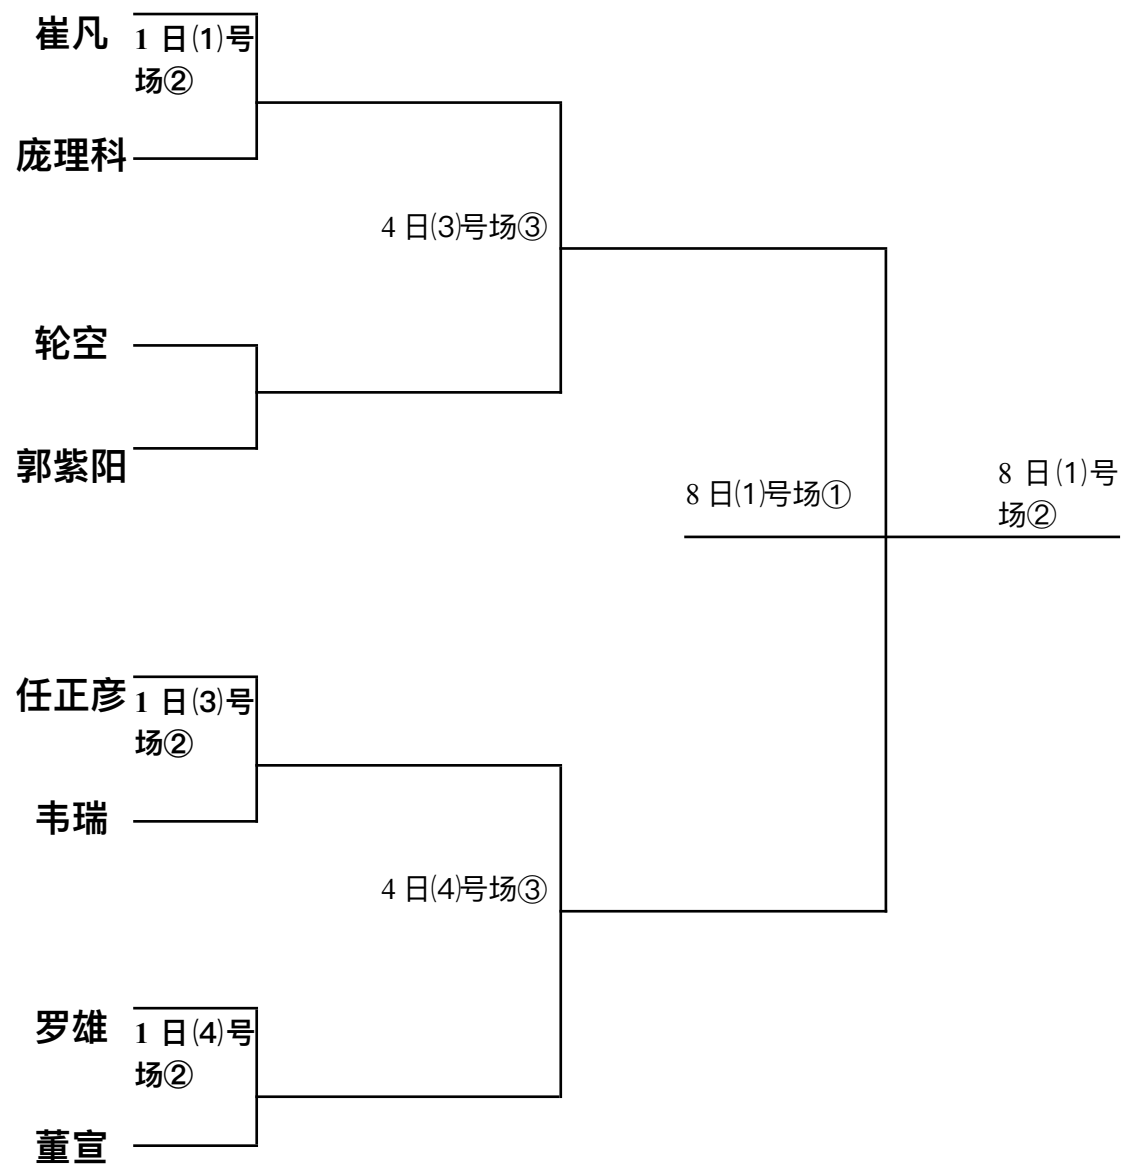 崔凡
1 日(1)号
场②
庞理科
4 日(3)号场③
轮空
郭紫阳
8 日(1)号场①
8 日(1)号
场②
任正彦
1 日(3)号
场②
韦瑞
4 日(4)号场③
罗雄
1 日(4)号
场②
董宣